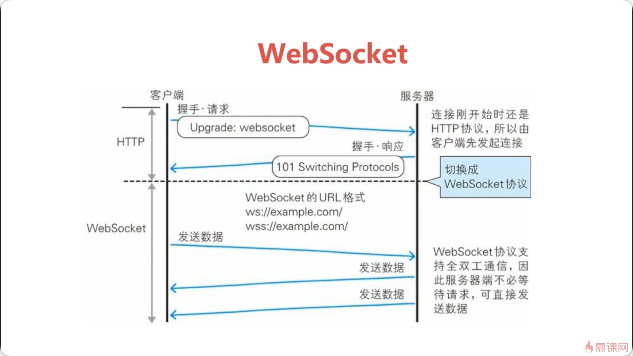 WebSocket
客户端
服务器
握手·请求
Upgrade: websocket
连接刚开始时还是
HTTP协议，所以由
客户端先发起连接
HTTP
握手·响应
101 Switching Protocols
切换成
WebSocket协议
WebSocket的URL格式
ws://example.com/
wss://example.com/
WebSocket
发送数据
发送数据
发送数据
WebSocket协议支
持全双工通信，因
此服务器端不必等
待请求，可直接发
送数据
慕课网